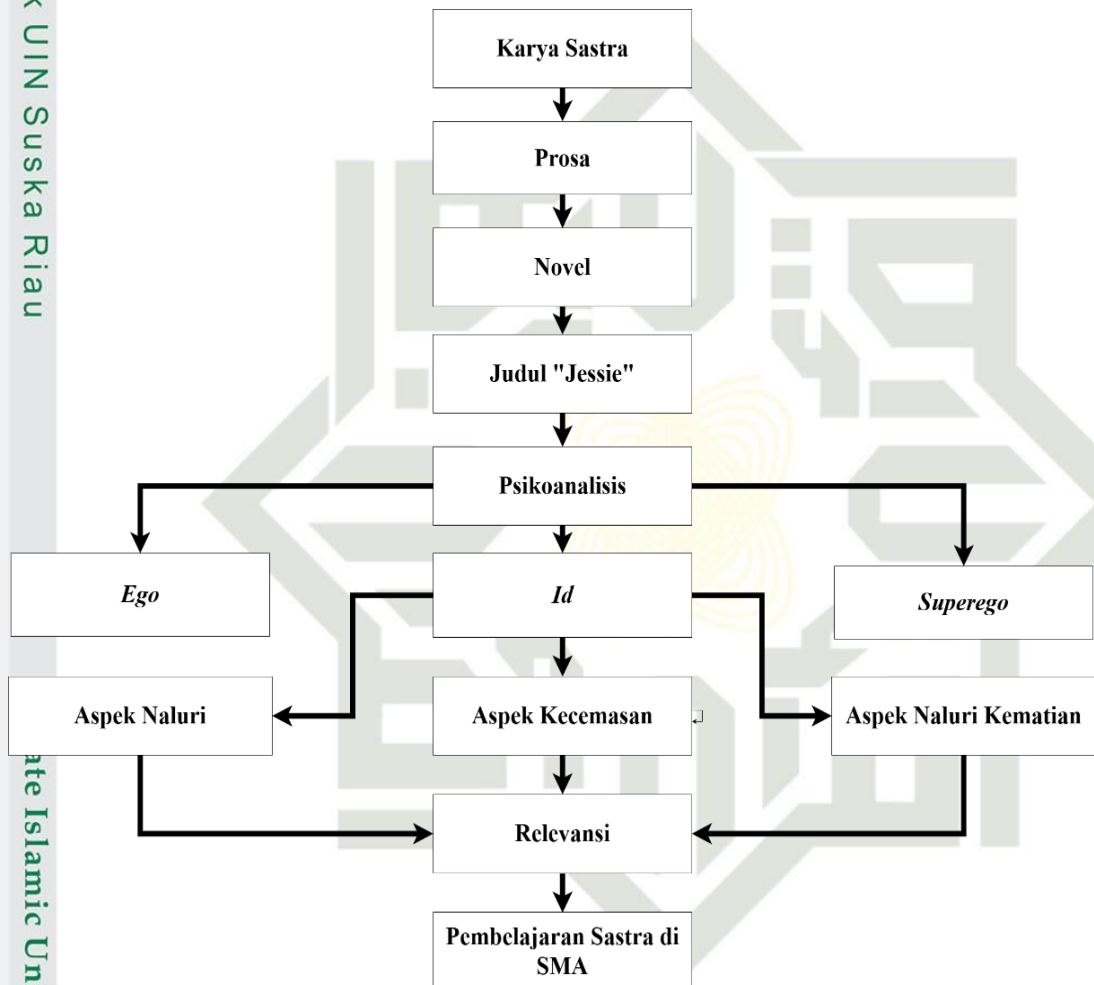 k UIN Suska Riau
ate Islamic Un
Karya Sastra
Prosa
Novel
Judul "Jessie"
Psikoanalisis
Ego
Id
Superego
Aspek Naluri
Aspek Kecemasan
Aspek Naluri Kematian
Relevansi
Pembelajaran Sastra di
SMA